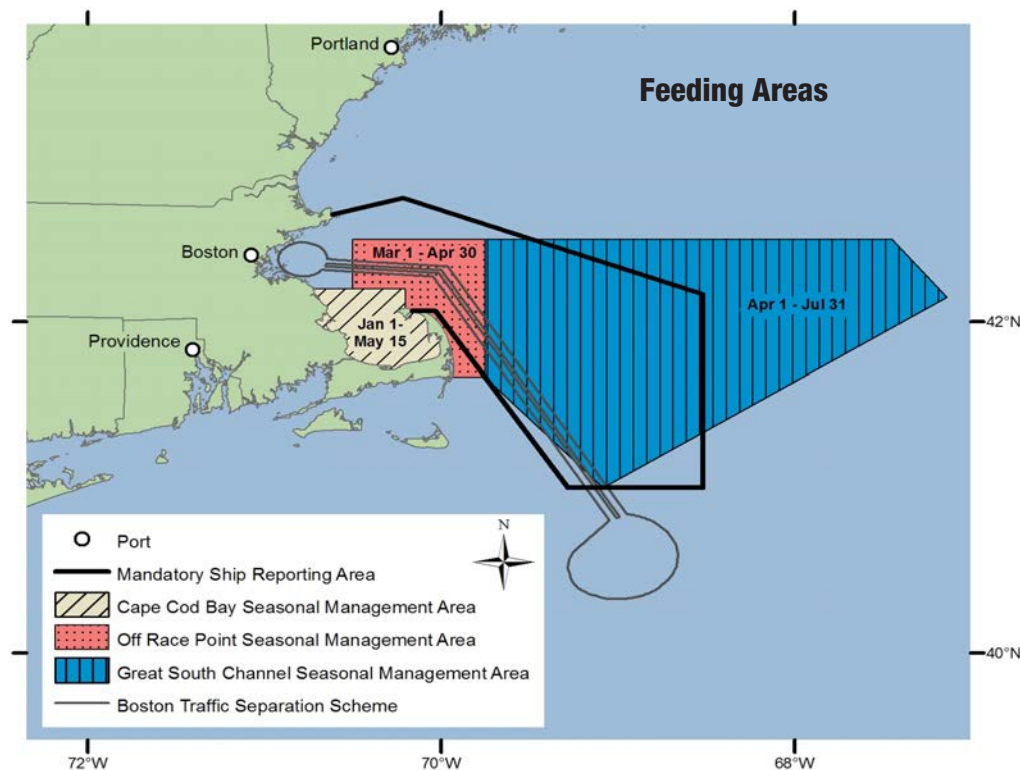 Portland
Feeding Areas
Boston
Mar 1 - Apr 30
Apr 1 - Jul 31
Jan 1-
May 15
42°N
Providence
N
Port
Mandatory Ship Reporting Area
Cape Cod Bay Seasonal Management Area
Off Race Point Seasonal Management Area
Great South Channel Seasonal Management Area
Boston Traffic Separation Scheme
40°N
72°W
70°W
68°W